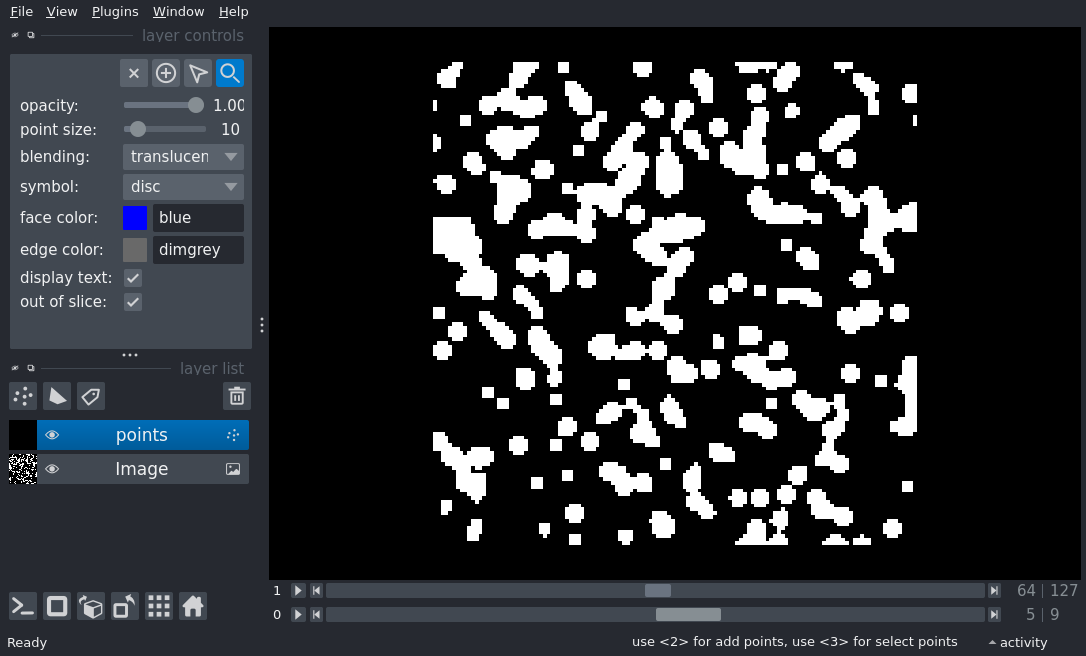 File View Plugins Window Help
layer controls
opacity: 1.00
point size: 10
blending: translucen
symbol: disc
face color: blue
edge color: dimgrey
display text:
out of slice:
layer list
points
Image
1 64 | 127
0 5 | 9
Ready use <2> for add points, use <3> for select points activity